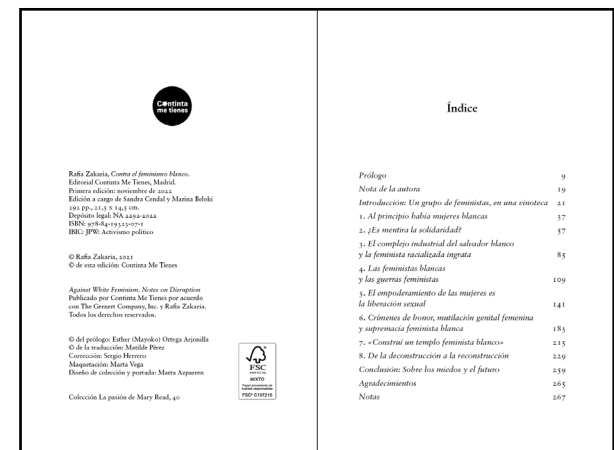 Continta
me tienes
Rafia Zakaria, Contra el feminismo blanco.
Editorial Continta Me Tienes, Madrid.
Primera edición: noviembre de 2022
Edición a cargo de Sandra Cendal y Marina Beloki
292 pp., 21,5 x 14,5 cm.
Depósito legal: NA 2292-2022
ISBN: 978-84-19323-07-1
IBIC: JPW: Activismo político
© Rafia Zakaria, 2021
© de esta edición: Continta Me Tienes
Against White Feminism. Notes on Disruption
Publicado por Continta Me Tienes por acuerdo
con The Gernert Company, Inc. y Rafia Zakaria.
Todos los derechos reservados.
© del prólogo: Esther (Mayoko) Ortega Arjonilla
© de la traducción: Matilde Pérez
Corrección: Sergio Herrero
Maquetación: Marta Vega
Diseño de colección y portada: Marta Azparren
Colección La pasión de Mary Read, 40
FSC
MIXTO
Papel procedente de
fuentes responsables
FSC® C107210
Índice
Prólogo 9
Nota de la autora 19
Introducción: Un grupo de feministas, en una vinoteca 21
1. Al principio había mujeres blancas 37
2. ¿Es mentira la solidaridad? 57
3. El complejo industrial del salvador blanco
y la feminista racializada ingrata 85
4. Las feministas blancas
y las guerras feministas 109
5. El empoderamiento de las mujeres es
la liberación sexual 141
6. Crímenes de honor, mutilación genital femenina
y supremacía feminista blanca 183
7. «Construí un templo feminista blanco» 215
8. De la deconstrucción a la reconstrucción 229
Conclusión: Sobre los miedos y el futuro 259
Agradecimientos 265
Notas 267